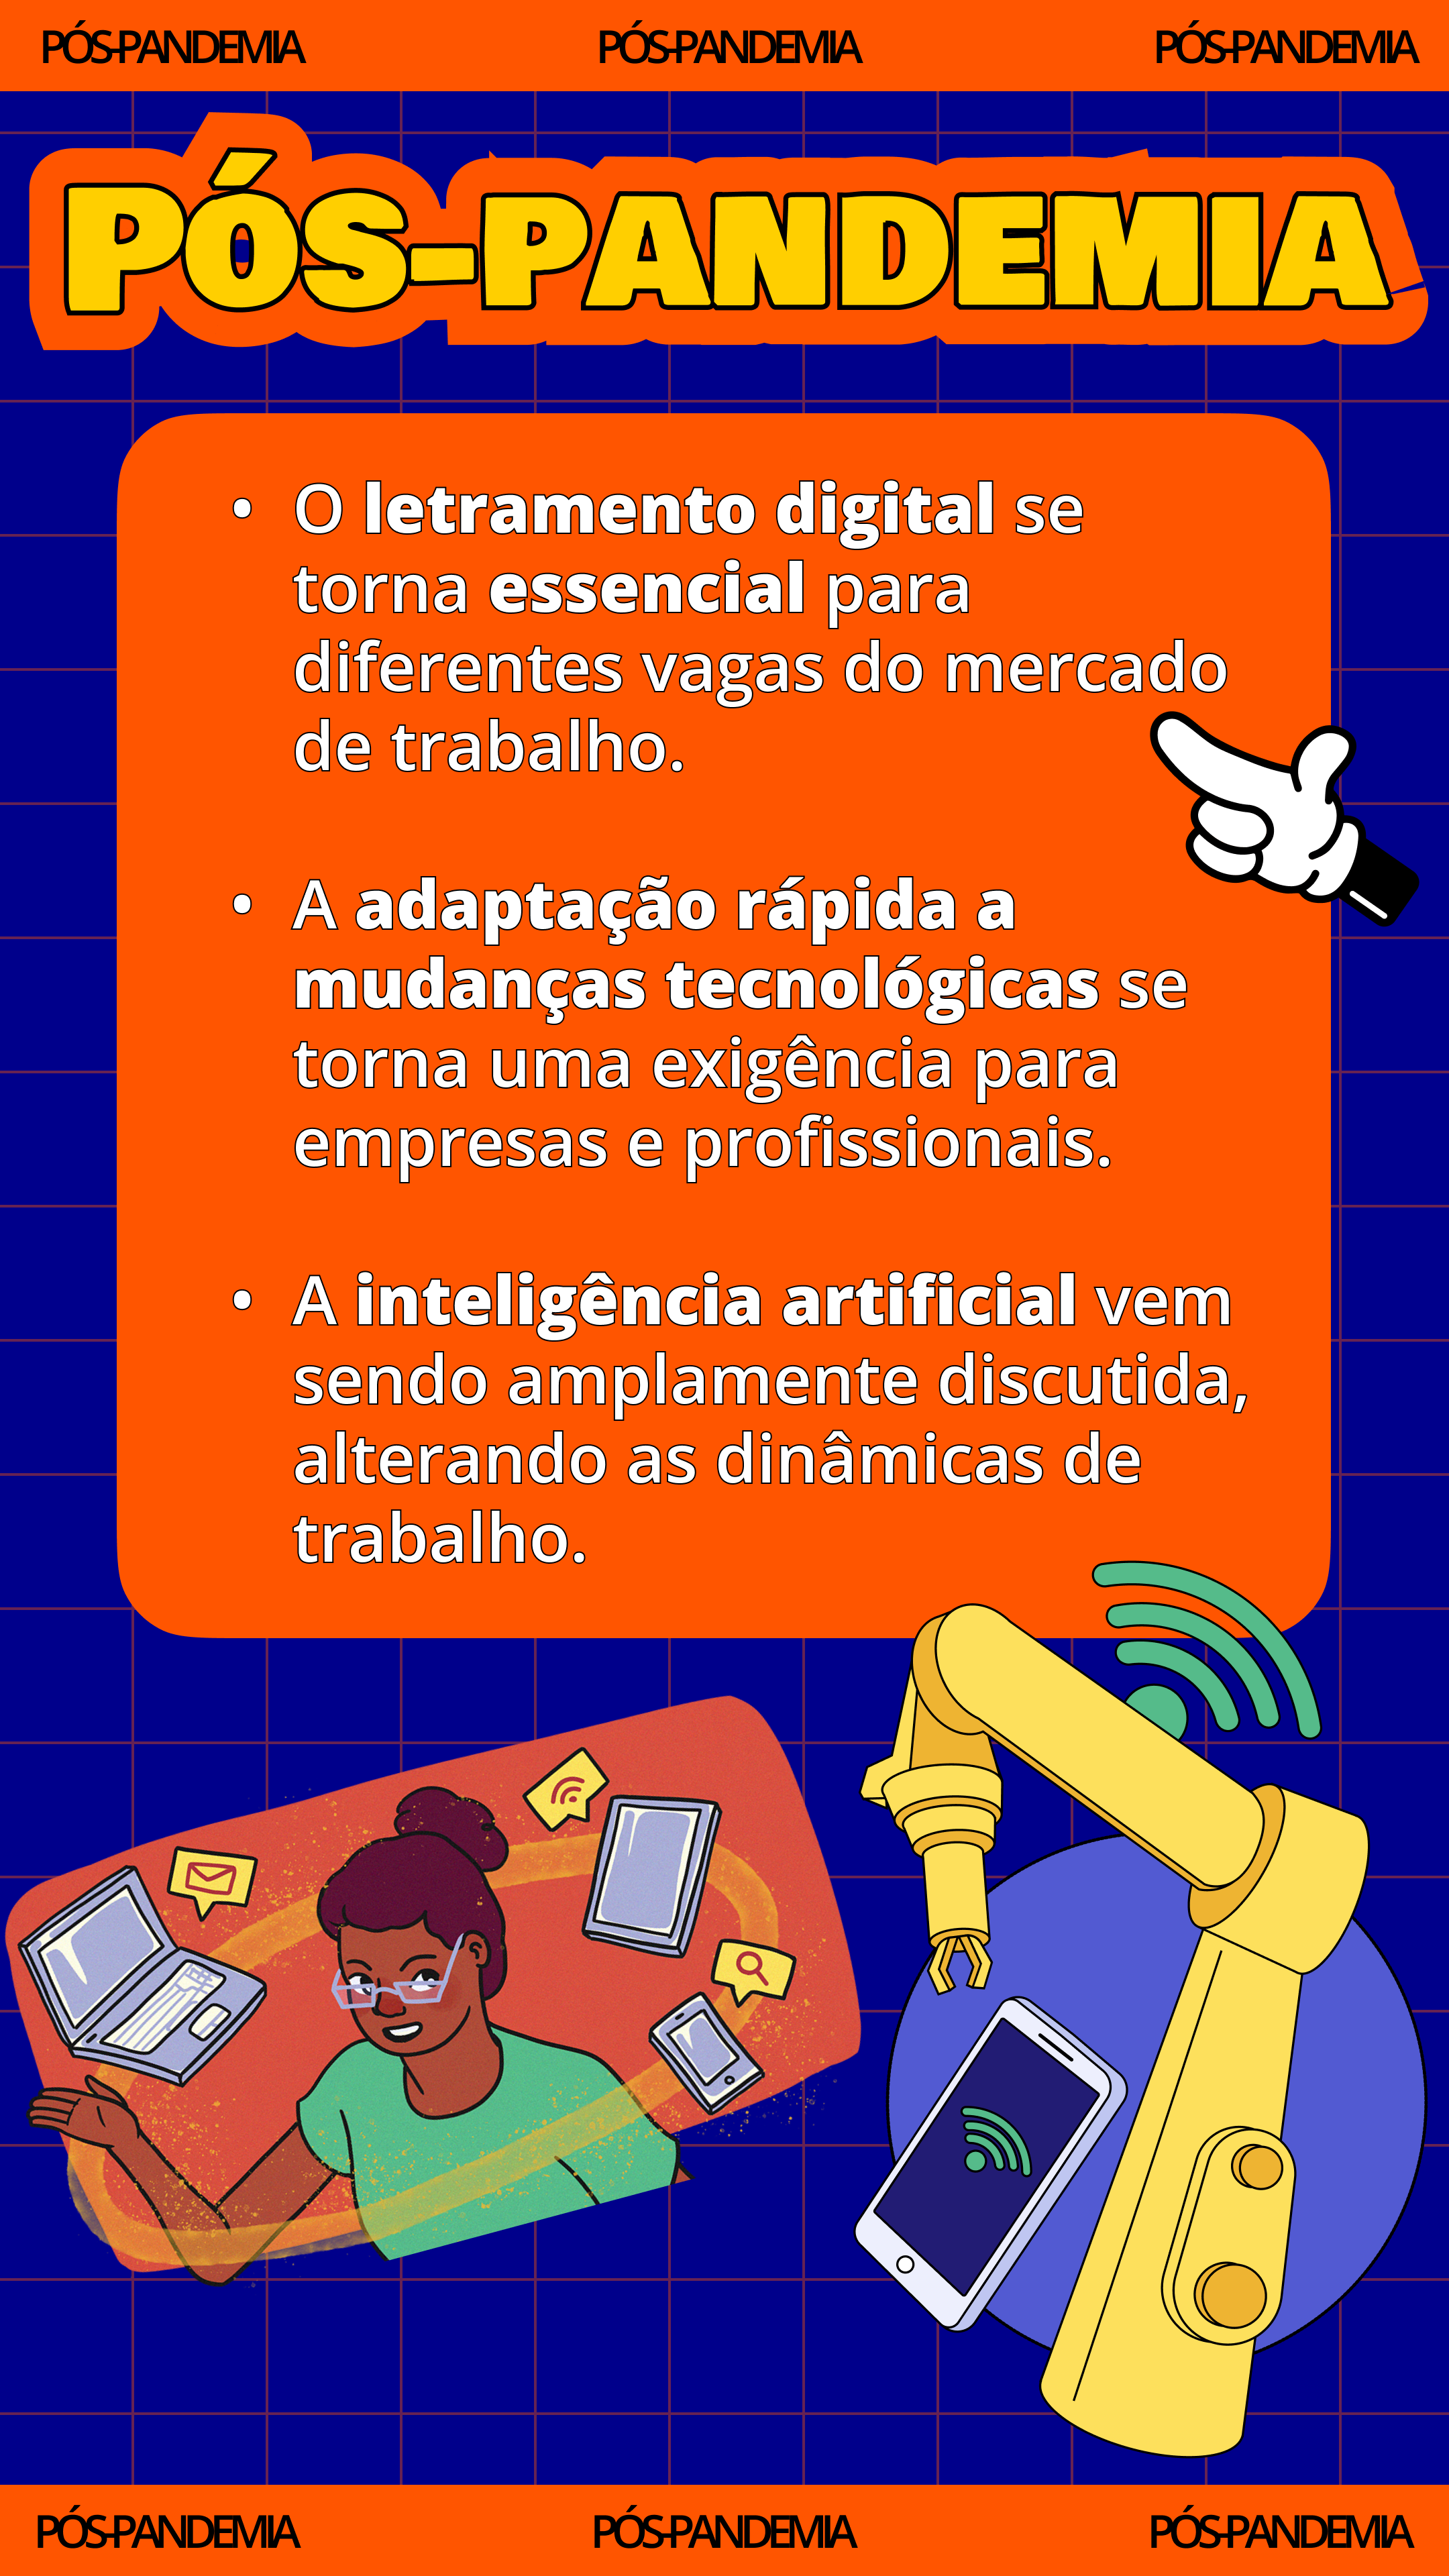 PÓS-PANDEMIA PÓS-PANDEMIA PÓS-PANDEMIA
PÓS-PANDEMIA
• O letramento digital se
torna essencial para
diferentes vagas do mercado
de trabalho.
• A adaptação rápida a
mudanças tecnológicas se
torna uma exigência para
empresas e profissionais.
• A inteligência artificial vem
sendo amplamente discutida,
alterando as dinâmicas de
trabalho.
PÓS-PANDEMIA PÓS-PANDEMIA PÓS-PANDEMIA